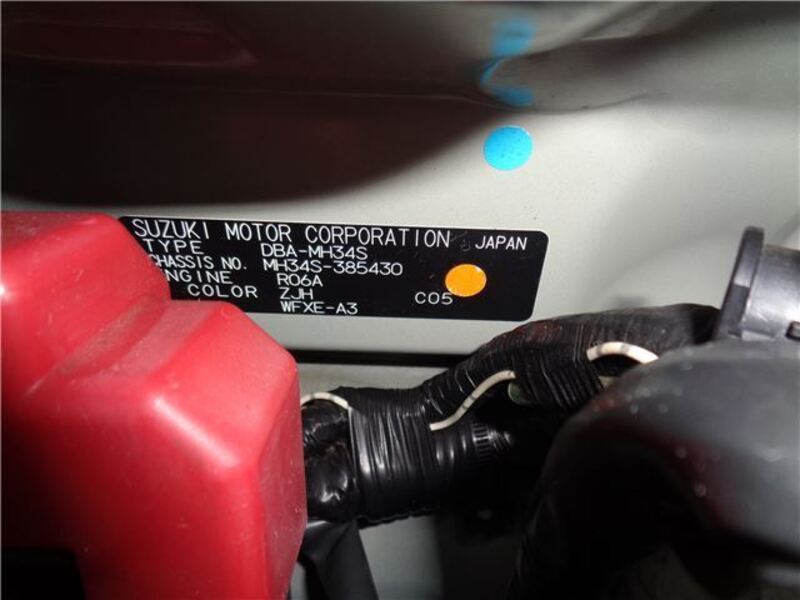 SUZUKI MOTOR CORPORATION JAPAN
TYPE DBA-MH34S
CHASSIS NO. MH34S-385430
ENGINE R06A
COLOR ZJH C05
WFXE-A3